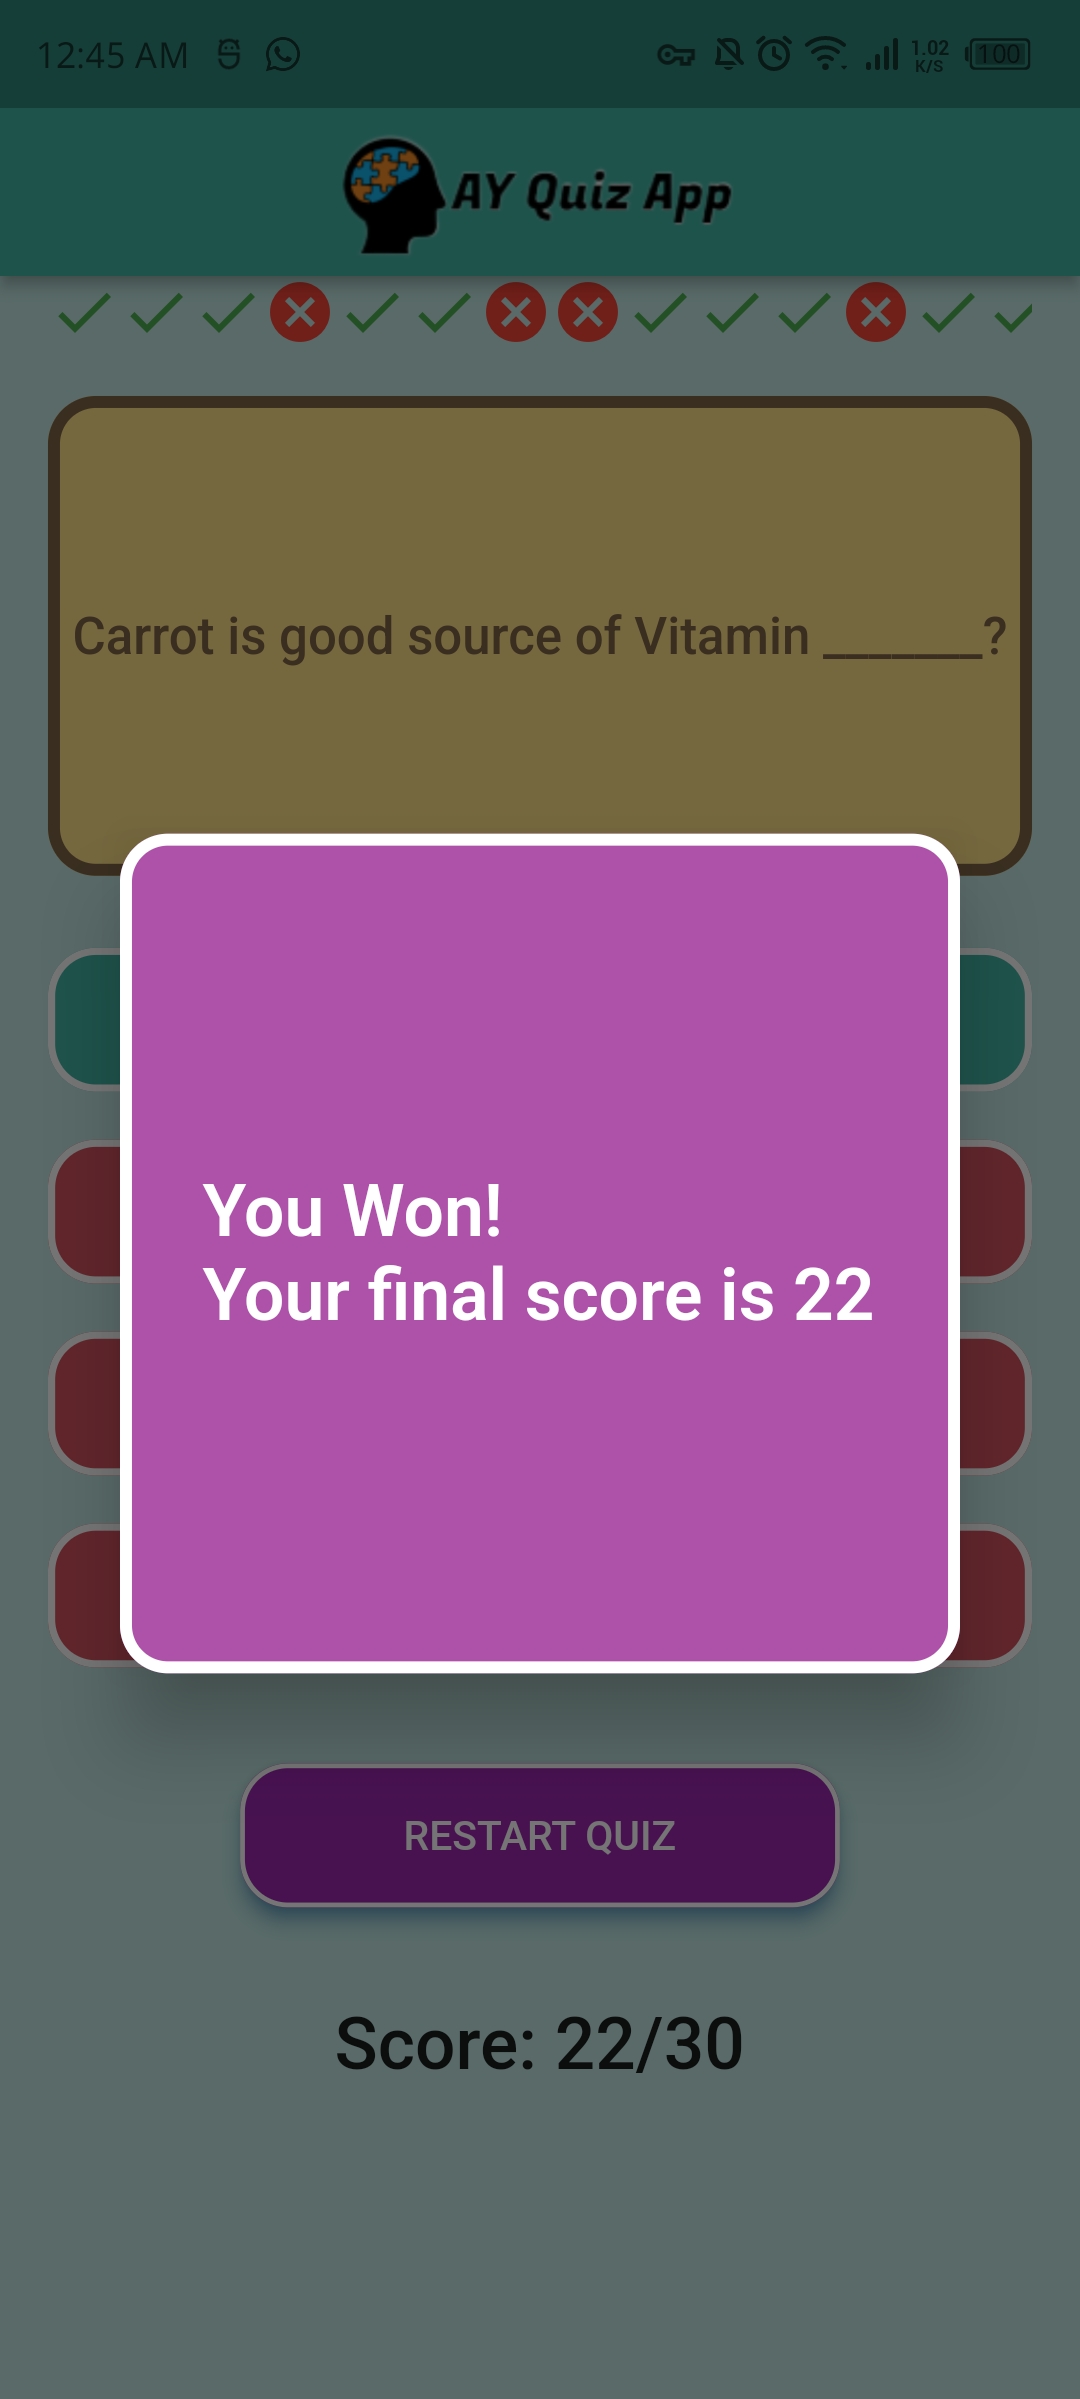 12:45 AM
1.02
K/S
100
AY Quiz App
Carrot is good source of Vitamin _______?
You Won!
Your final score is 22
RESTART QUIZ
Score: 22/30